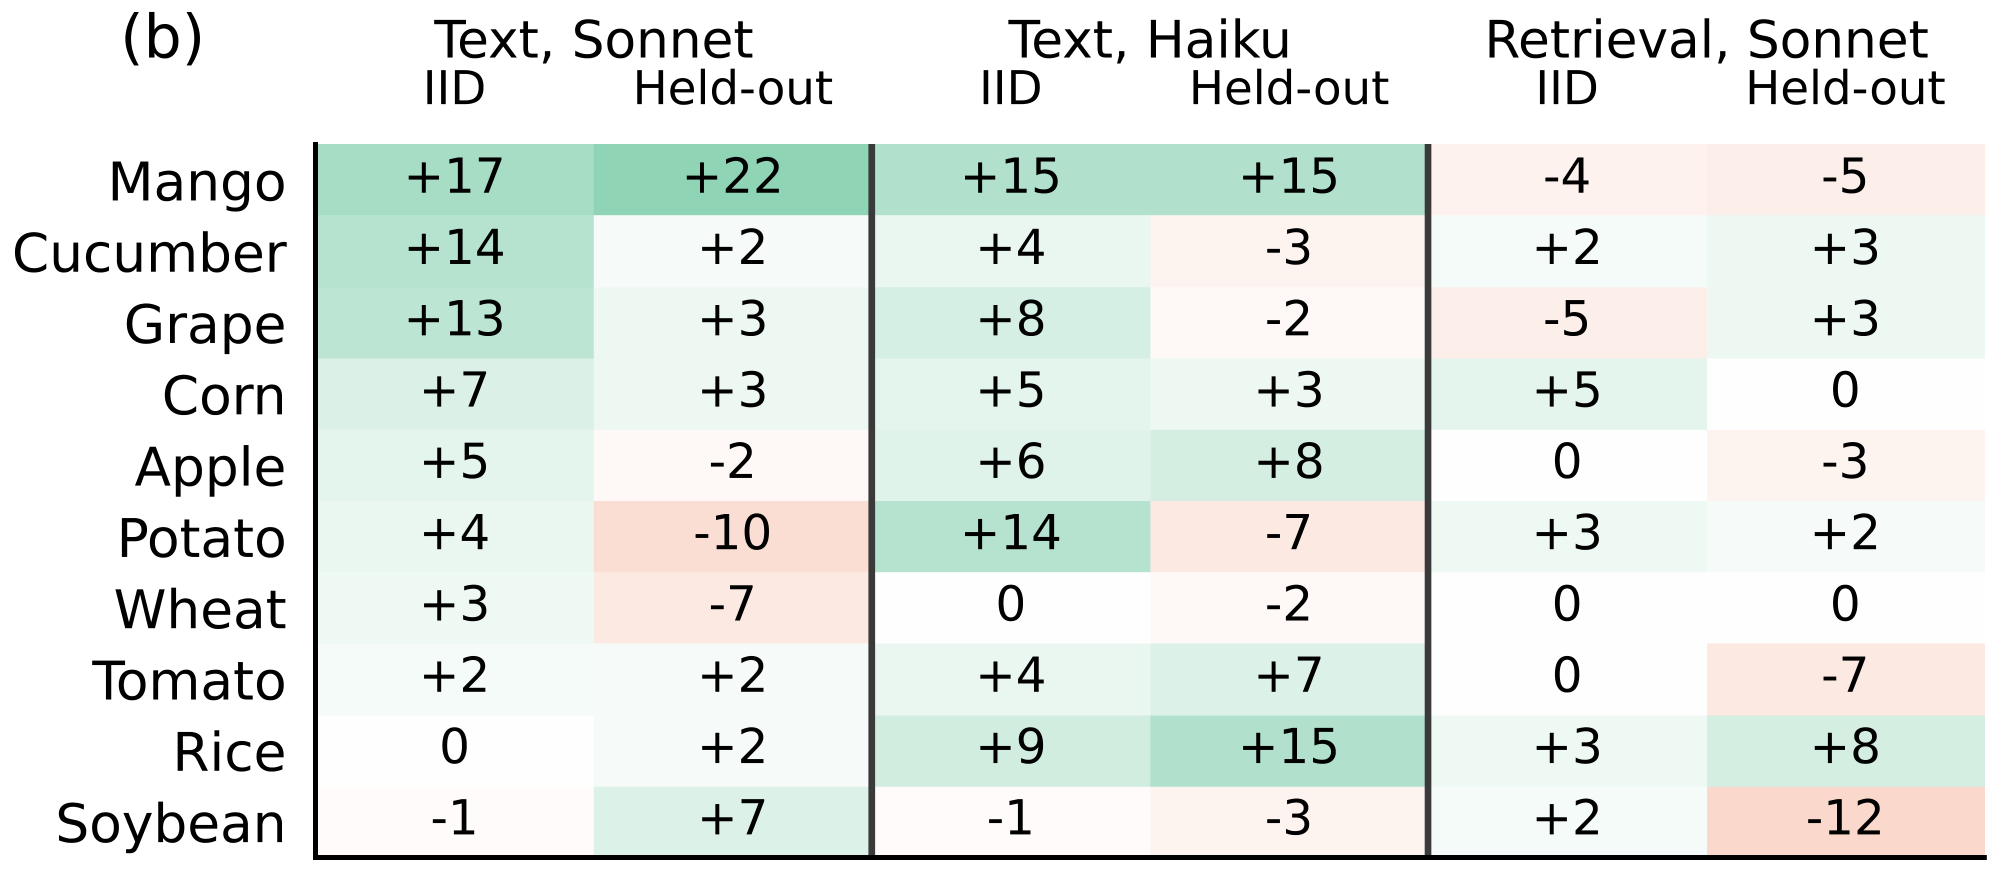 (b) Text, Sonnet Text, Haiku Retrieval, Sonnet
IID Held-out IID Held-out IID Held-out
Mango +17 +22 +15 +15 -4 -5
Cucumber +14 +2 +4 -3 +2 +3
Grape +13 +3 +8 -2 -5 +3
Corn +7 +3 +5 +3 +5 0
Apple +5 -2 +6 +8 0 -3
Potato +4 -10 +14 -7 +3 +2
Wheat +3 -7 0 -2 0 0
Tomato +2 +2 +4 +7 0 -7
Rice 0 +2 +9 +15 +3 +8
Soybean -1 +7 -1 -3 +2 -12